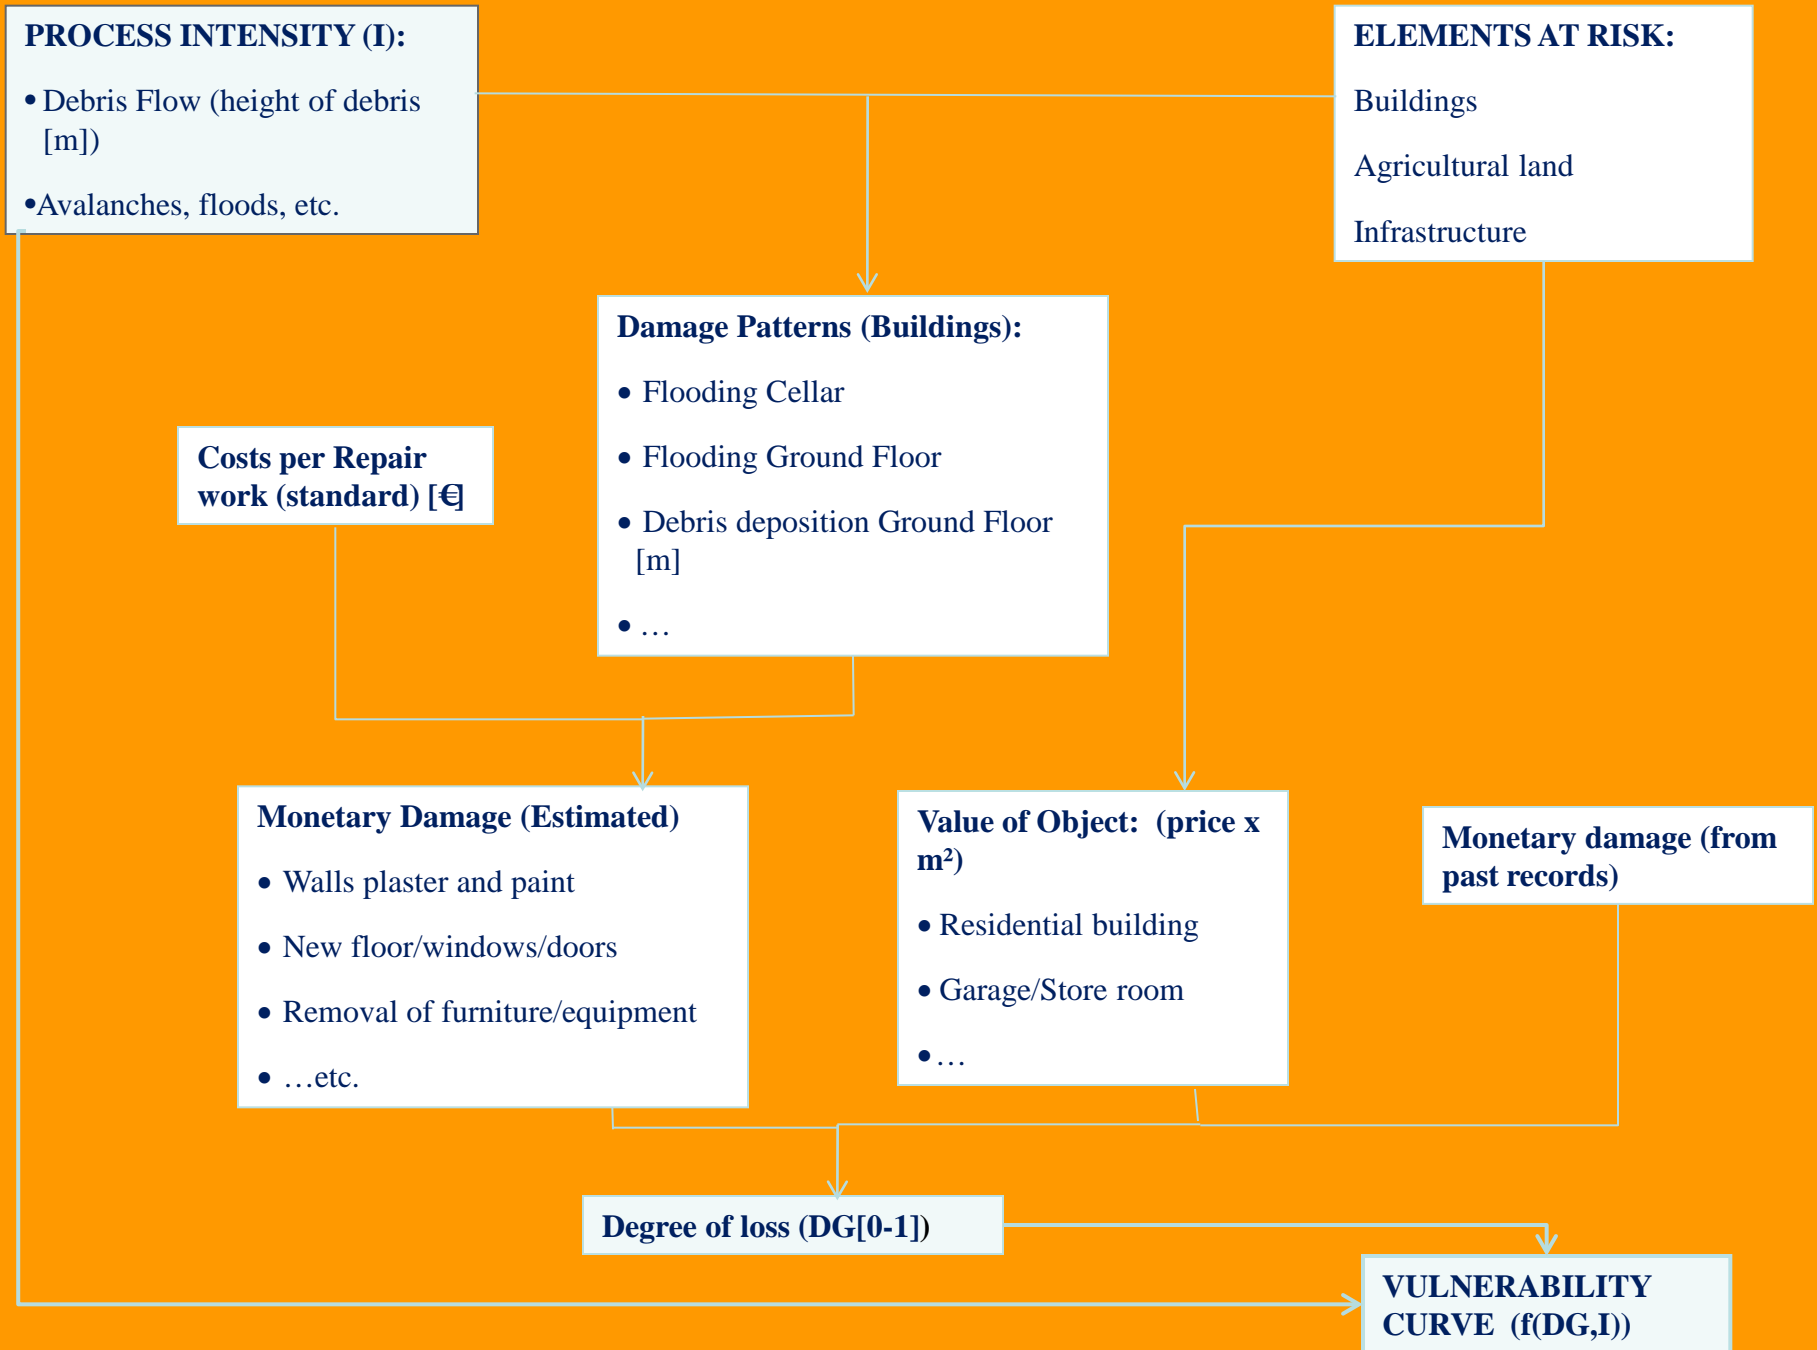 PROCESS INTENSITY (I):
• Debris Flow (height of debris
[m])
•Avalanches, floods, etc.
ELEMENTS AT RISK:
Buildings
Agricultural land
Infrastructure
Damage Patterns (Buildings):
• Flooding Cellar
• Flooding Ground Floor
• Debris deposition Ground Floor
[m]
• …
Costs per Repair
work (standard) [€]
Monetary Damage (Estimated)
• Walls plaster and paint
• New floor/windows/doors
• Removal of furniture/equipment
• …etc.
Value of Object: (price x
m²)
• Residential building
• Garage/Store room
• …
Monetary damage (from
past records)
Degree of loss (DG[0-1])
VULNERABILITY
CURVE (f(DG,I))